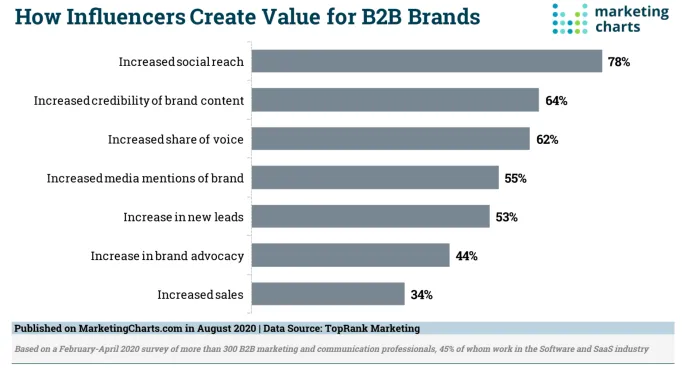 How Influencers Create Value for B2B Brands
marketing
charts
Increased social reach
78%
Increased credibility of brand content
64%
Increased share of voice
62%
Increased media mentions of brand
55%
Increase in new leads
53%
Increase in brand advocacy
44%
Increased sales
34%
Published on MarketingCharts.com in August 2020 | Data Source: TopRank Marketing
Based on a February-April 2020 survey of more than 300 B2B marketing and communication professionals, 45% of whom work in the Software and SaaS industry